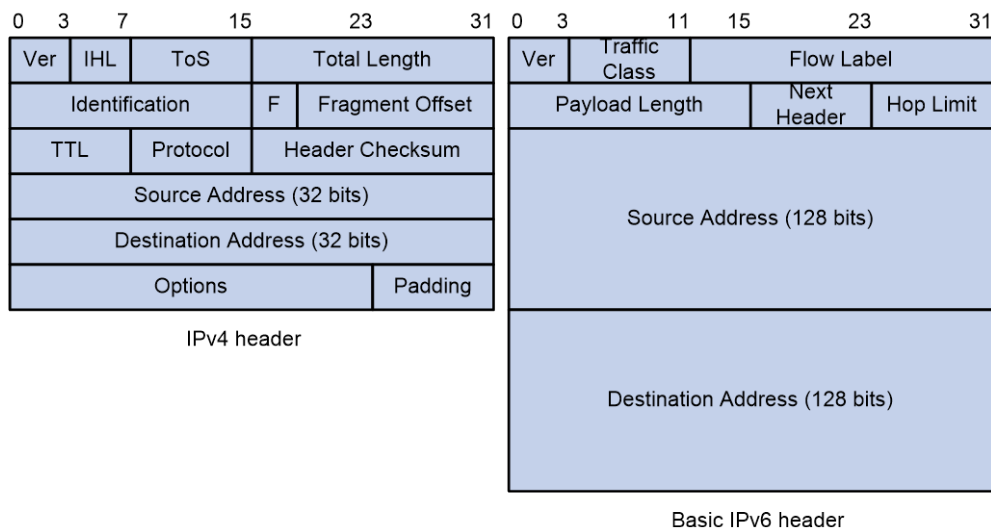 0 3 7 15 23 31
Ver IHL ToS Total Length
Identification F Fragment Offset
TTL Protocol Header Checksum
Source Address (32 bits)
Destination Address (32 bits)
Options Padding
IPv4 header
0 3 11 15 23 31
Ver Traffic Class Flow Label
Payload Length Next Header Hop Limit
Source Address (128 bits)
Destination Address (128 bits)
Basic IPv6 header